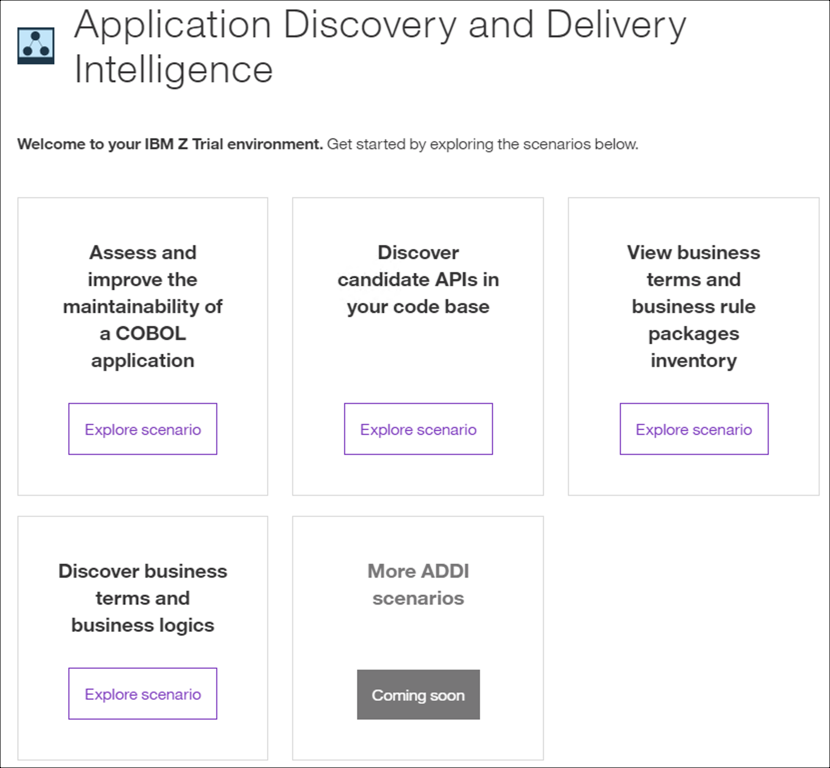 Application Discovery and Delivery
Intelligence
Welcome to your IBM Z Trial environment. Get started by exploring the scenarios below.
Assess and
improve the
maintainability of
a COBOL
application
Explore scenario
Discover
candidate APIs in
your code base
Explore scenario
View business
terms and
business rule
packages
inventory
Explore scenario
Discover business
terms and
business logics
Explore scenario
More ADDI
scenarios
Coming soon